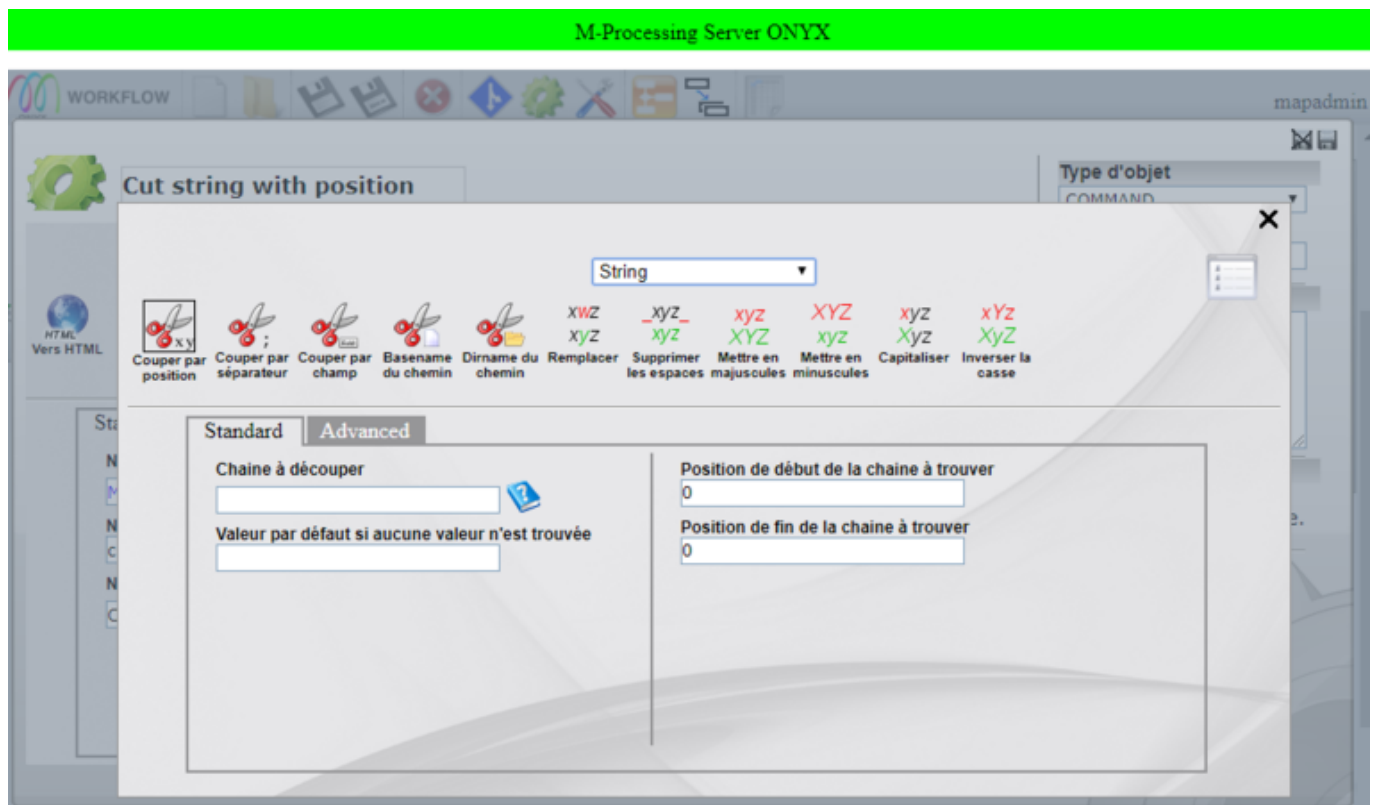 M-Processing Server ONYX
WORKFLOW
mapadmin
Cut string with position
Type d'objet
COMMAND
String
HTML
Vers HTML
xy
Couper par position
;
Couper par séparateur
Couper par champ
Basename du chemin
Dirname du chemin
xwz
xyz
Remplacer
_xyz_
xyz
Supprimer les espaces
xyz
XYZ
Mettre en majuscules
XYZ
xyz
Mettre en minuscules
xyz
Xyz
Capitaliser
xYz
XyZ
Inverser la casse
Sta
Standard
Advanced
N
M
N
c
N
C
Chaine à découper
Valeur par défaut si aucune valeur n'est trouvée
Position de début de la chaine à trouver
0
Position de fin de la chaine à trouver
0
e.